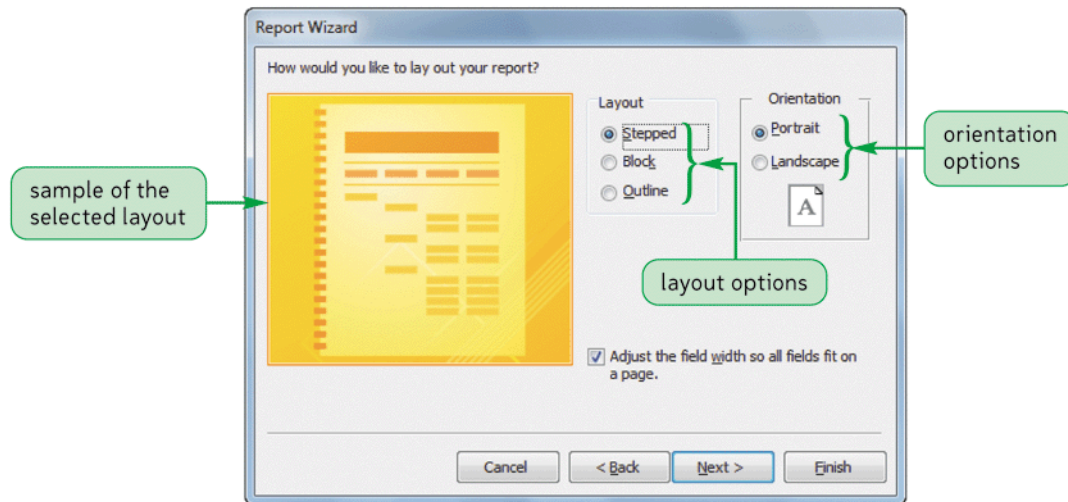 Report Wizard
How would you like to lay out your report?
Layout
Stepped
Block
Outline
Orientation
Portrait
Landscape
A
orientation
options
sample of the
selected layout
layout options
Adjust the field width so all fields fit on
a page.
Cancel
< Back
Next >
Finish